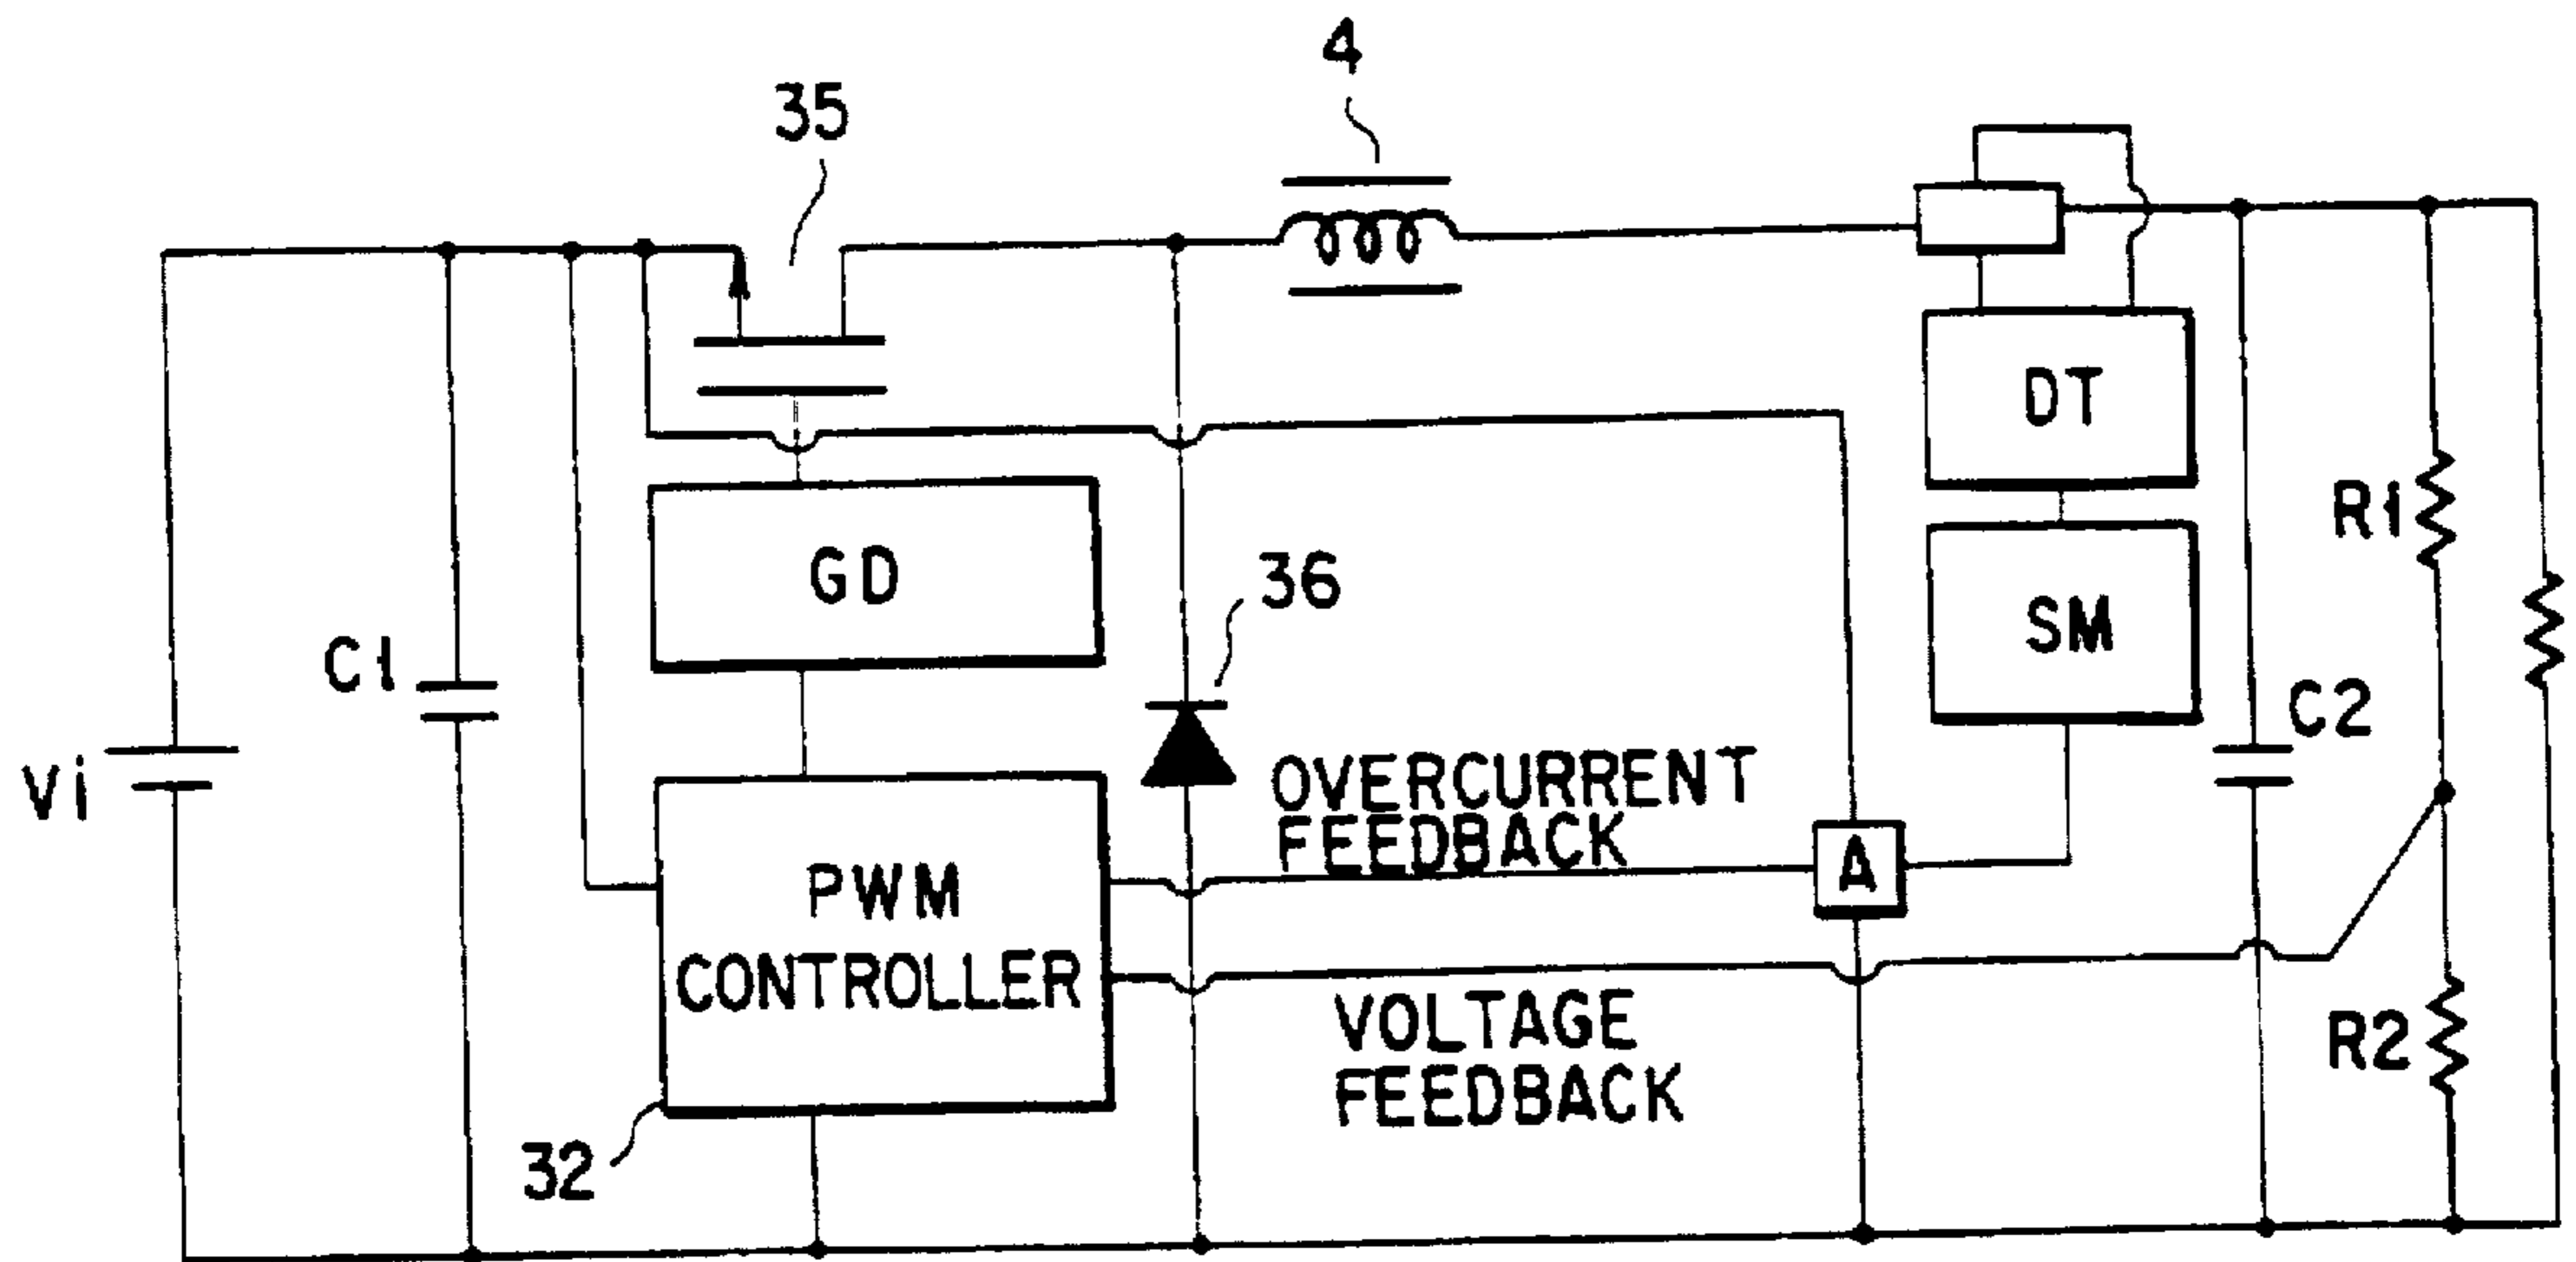 4
35
DT
R1
GD
36
SM
C1
C2
Vi
OVERCURRENT
FEEDBACK
A
PWM
CONTROLLER
VOLTAGE
FEEDBACK
R2
32